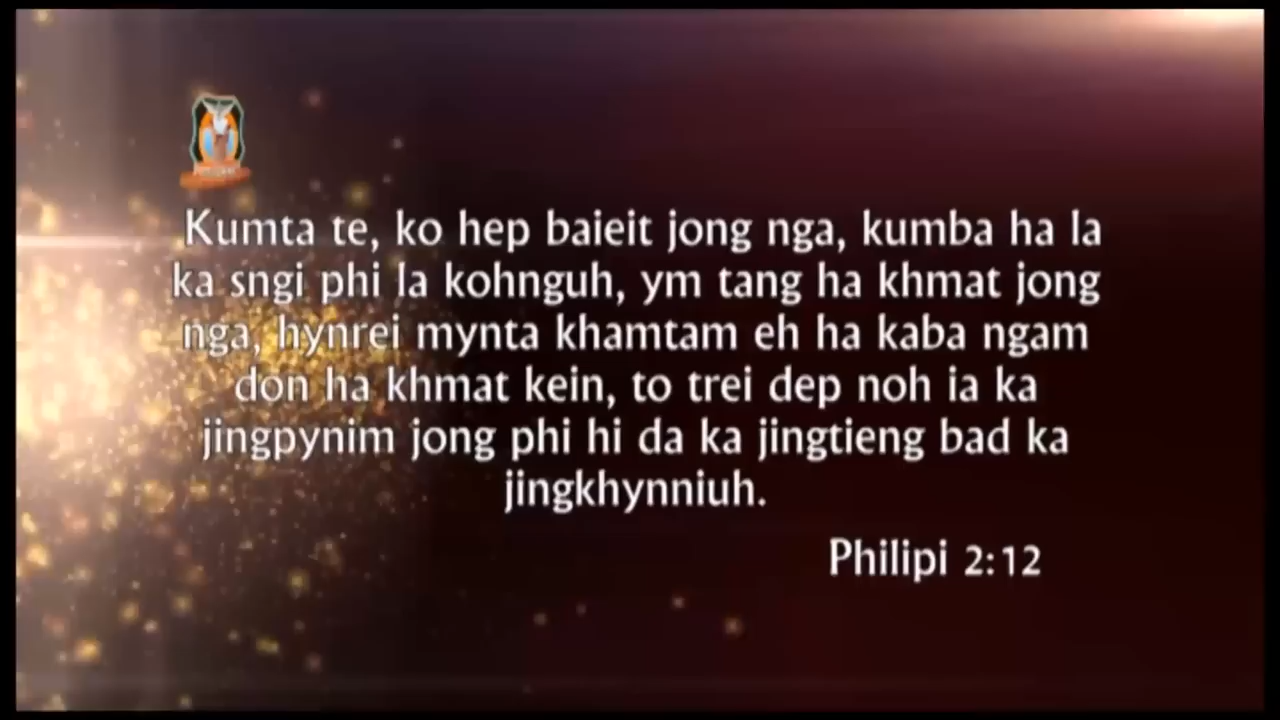 Kumta te, ko hep baieit jong nga, kumba ha la
ka sngi phi la kohnguh, ym tang ha khmat jong
nga, hynrei mynta khamtam eh ha kaba ngam
don ha khmat kein, to trei dep noh ia ka
jingpynim jong phi hi da ka jingtieng bad ka
jingkhynniuh.
Philipi 2:12